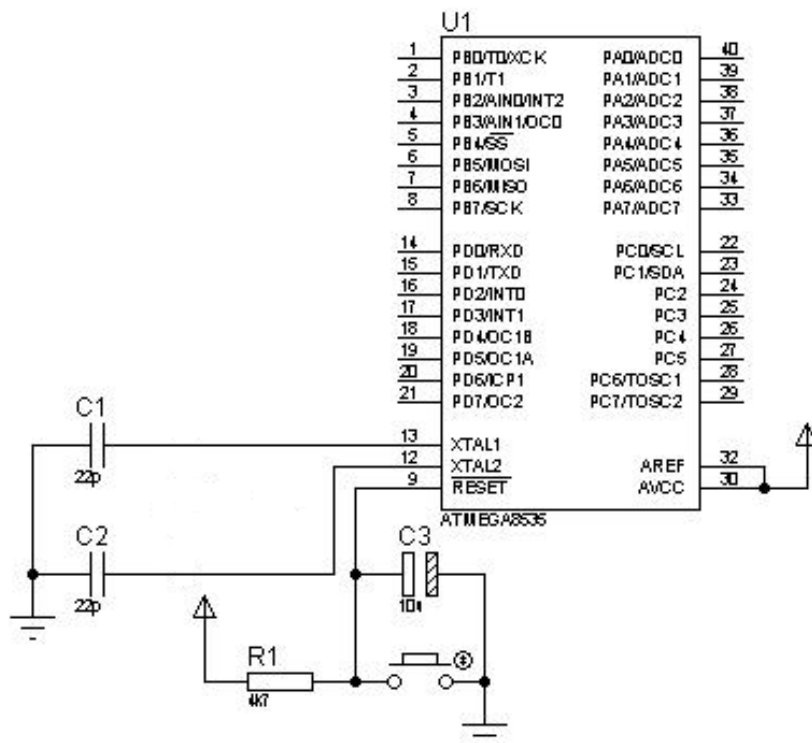 U1
1 PB0/T0/XCK PA0/ADC0 40
2 PB1/T1 PA1/ADC1 39
3 PB2/AIN0/INT2 PA2/ADC2 38
4 PB3/AIN1/OC0 PA3/ADC3 37
5 PB4/SS PA4/ADC4 36
6 PB5/MOSI PA5/ADC5 35
7 PB6/MISO PA6/ADC6 34
8 PB7/SCK PA7/ADC7 33
14 PD0/RXD PC0/SCL 22
15 PD1/TXD PC1/SDA 23
16 PD2/INT0 PC2 24
17 PD3/INT1 PC3 25
18 PD4/OC1B PC4 26
19 PD5/OC1A PC5 27
20 PD6/ICP1 PC6/TOSC1 28
21 PD7/OC2 PC7/TOSC2 29
C1
22p
13 XTAL1
12 XTAL2 AREF 32
9 RESET AVCC 30
ATMEGA8535
C2
22p
C3
10u
R1
4K7